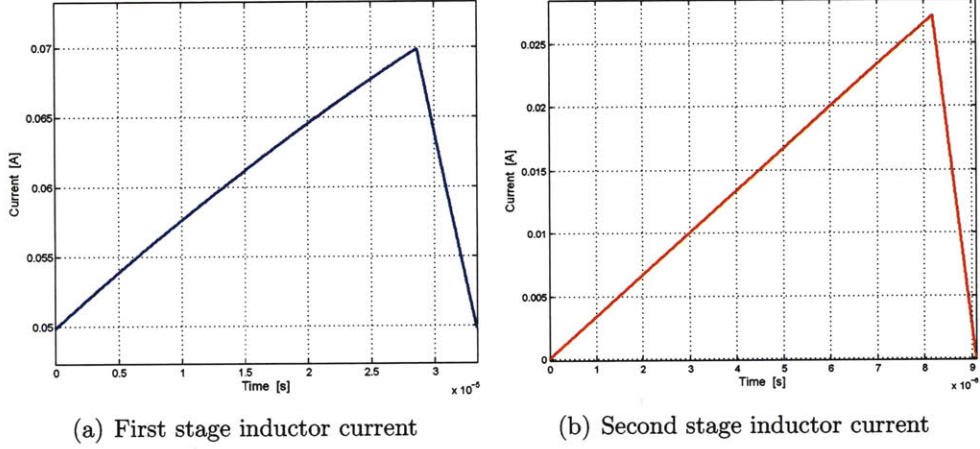 0.07
0.065
0.06
0.055
0.05
Current [A]
0 0.5 1 1.5 2 2.5 3
Time [s]
x 10⁻⁵
(a) First stage inductor current
0.025
0.02
0.015
0.01
0.005
0
Current [A]
0 1 2 3 4 5 6 7 8 9
Time [s]
x 10⁻⁶
(b) Second stage inductor current